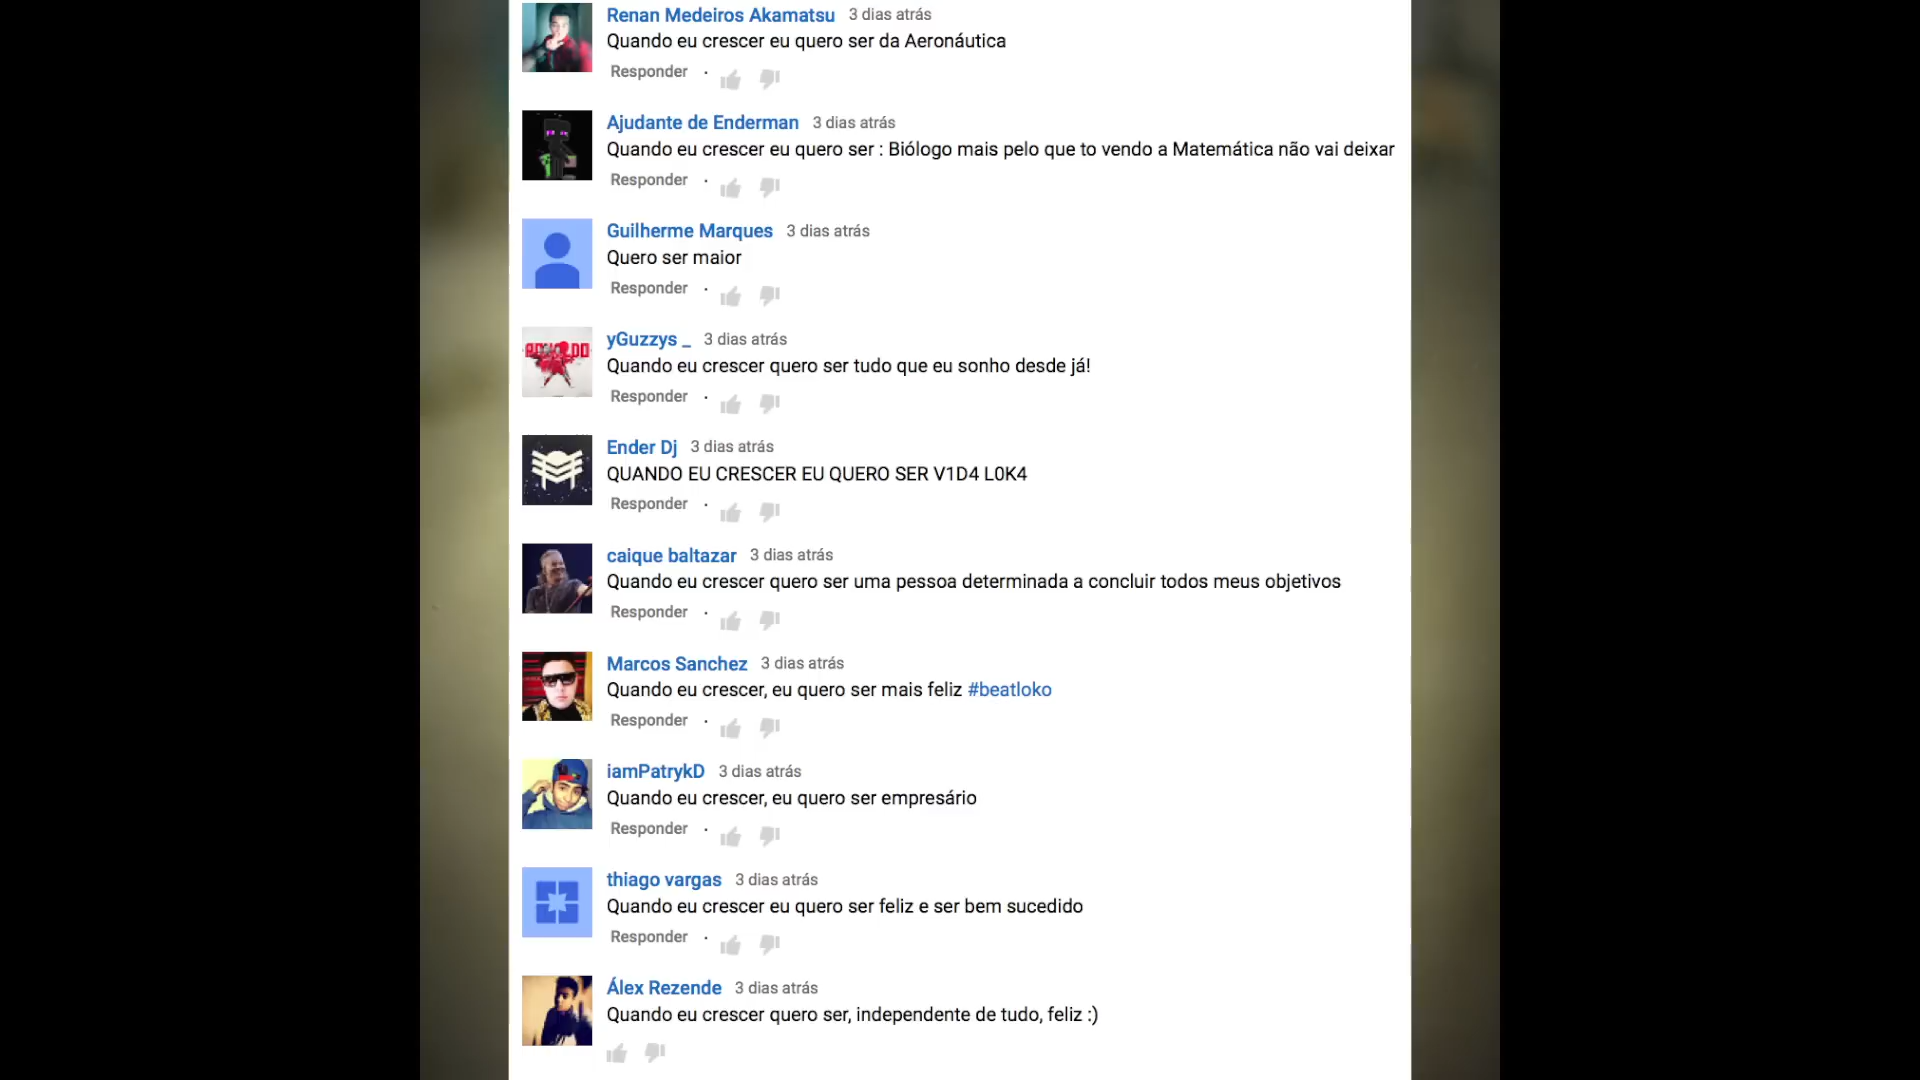 Renan Medeiros Akamatsu 3 dias atrás
Quando eu crescer eu quero ser da Aeronáutica
Responder ·
Ajudante de Enderman 3 dias atrás
Quando eu crescer eu quero ser : Biólogo mais pelo que to vendo a Matemática não vai deixar
Responder ·
Guilherme Marques 3 dias atrás
Quero ser maior
Responder ·
yGuzzys _ 3 dias atrás
Quando eu crescer quero ser tudo que eu sonho desde já!
Responder ·
Ender Dj 3 dias atrás
QUANDO EU CRESCER EU QUERO SER V1D4 L0K4
Responder ·
caique baltazar 3 dias atrás
Quando eu crescer quero ser uma pessoa determinada a concluir todos meus objetivos
Responder ·
Marcos Sanchez 3 dias atrás
Quando eu crescer, eu quero ser mais feliz #beatloko
Responder ·
iamPatrykD 3 dias atrás
Quando eu crescer, eu quero ser empresário
Responder ·
thiago vargas 3 dias atrás
Quando eu crescer eu quero ser feliz e ser bem sucedido
Responder ·
Álex Rezende 3 dias atrás
Quando eu crescer quero ser, independente de tudo, feliz :)